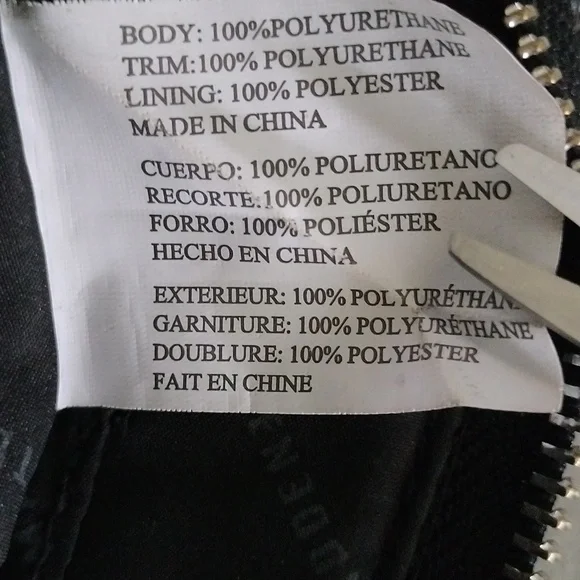 BODY: 100%POLYURETHANE
TRIM:100% POLYURETHANE
LINING: 100% POLYESTER
MADE IN CHINA
CUERPO: 100% POLIURETANO
RECORTE:100% POLIURETANO
FORRO: 100% POLIÉSTER
HECHO EN CHINA
EXTERIEUR: 100% POLYURÉTHAN
GARNITURE: 100% POLYURÉTHANE
DOUBLURE: 100% POLYESTER
FAIT EN CHINE